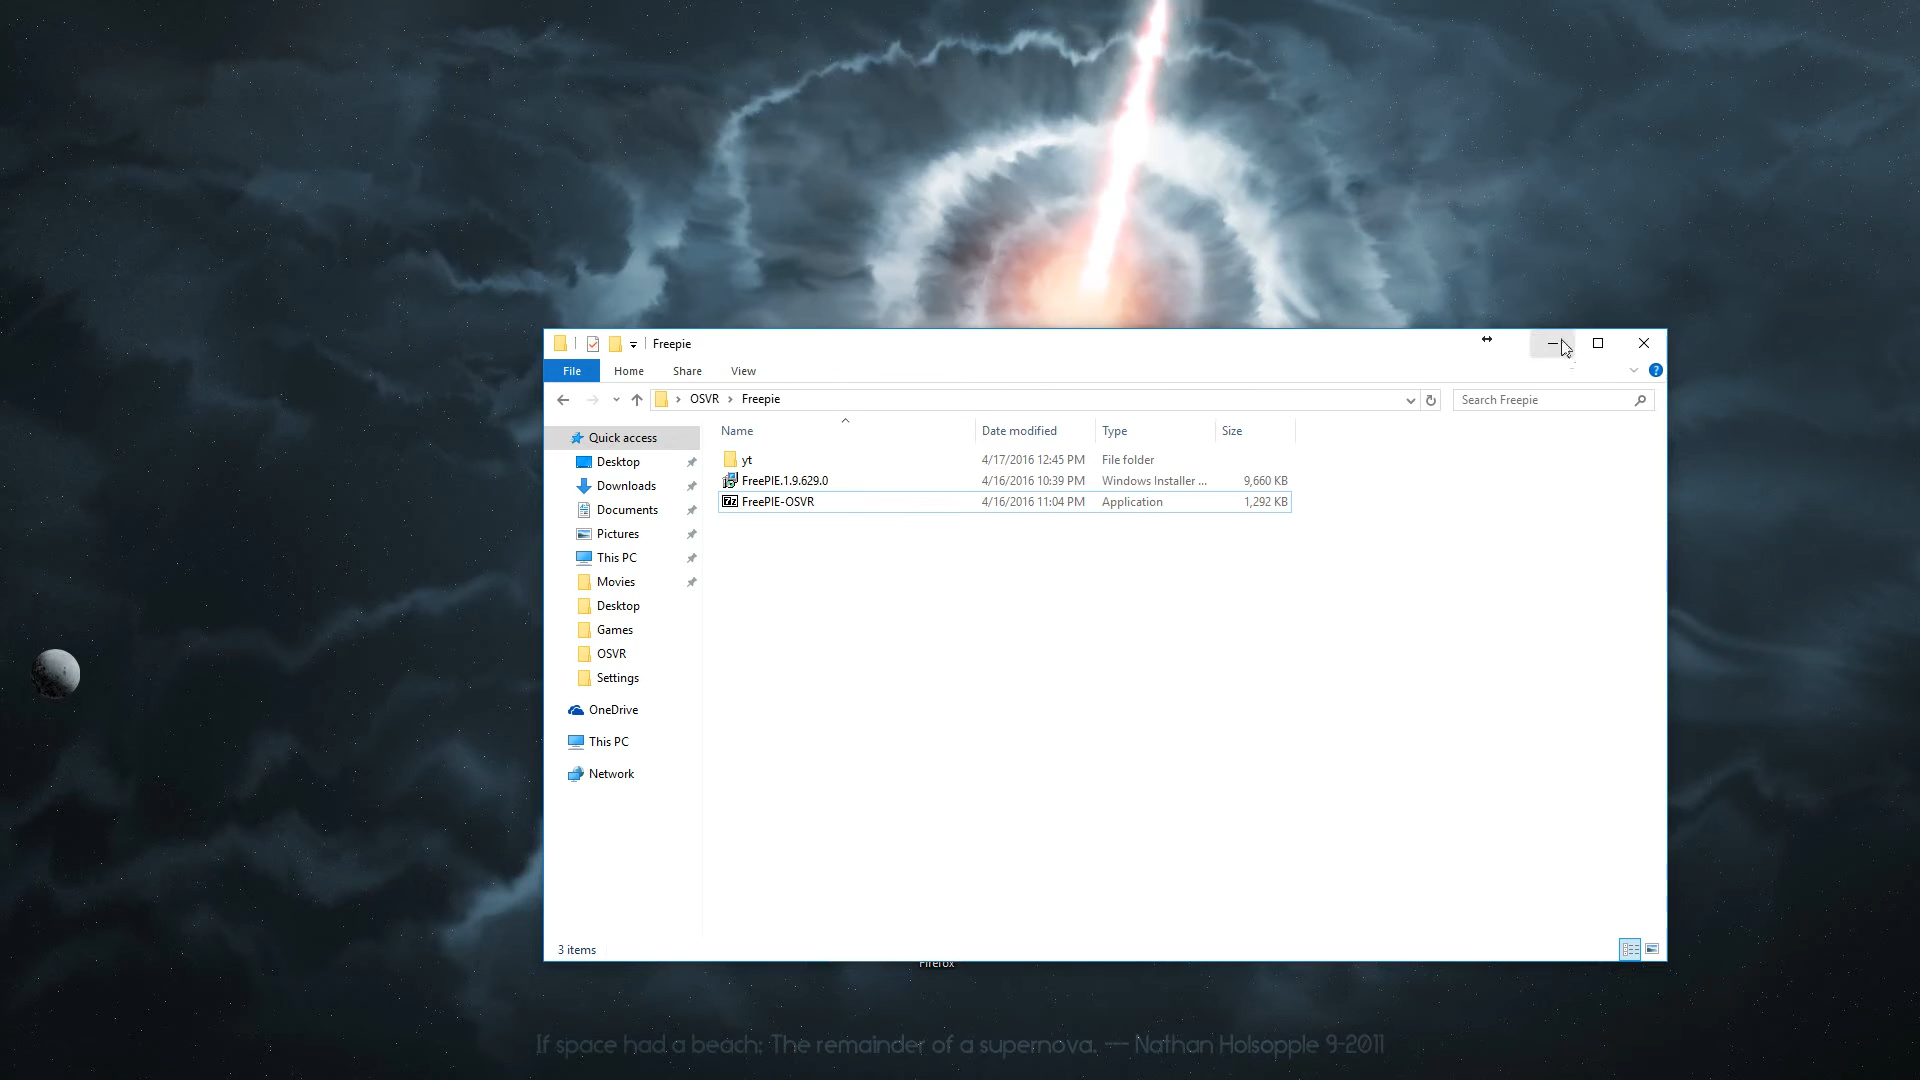 Freepie
File Home Share View
OSVR Freepie Search Freepie
Name Date modified Type Size
Quick access
yt 4/17/2016 12:45 PM File folder
Desktop
FreePIE.1.9.629.0 4/16/2016 10:39 PM Windows Installer ... 9,660 KB
Downloads
FreePIE-OSVR 4/16/2016 11:04 PM Application 1,292 KB
Documents
Pictures
This PC
Movies
Desktop
Games
OSVR
Settings
OneDrive
This PC
Network
3 items
Firefox
If space had a beach; The remainder of a supernova. --- Nathan Holsopple 9-2011